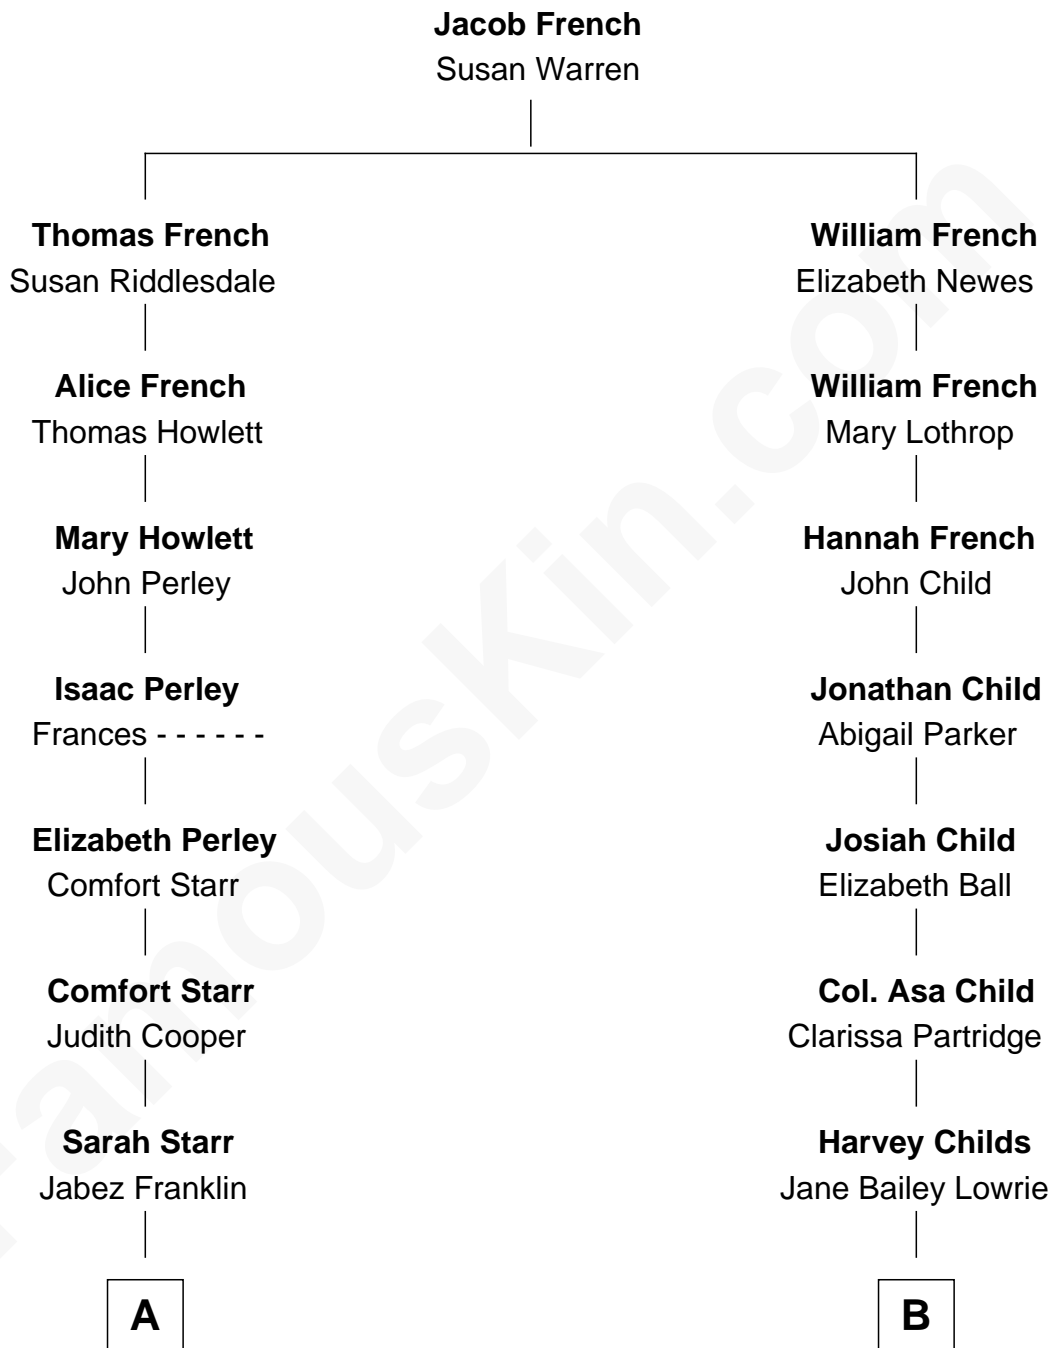 Jacob French
Susan Warren
Thomas French
Susan Riddlesdale
Alice French
Thomas Howlett
Mary Howlett
John Perley
Isaac Perley
Frances - - - - - -
Elizabeth Perley
Comfort Starr
Comfort Starr
Judith Cooper
Sarah Starr
Jabez Franklin
A
William French
Elizabeth Newes
William French
Mary Lothrop
Hannah French
John Child
Jonathan Child
Abigail Parker
Josiah Child
Elizabeth Ball
Col. Asa Child
Clarissa Partridge
Harvey Childs
Jane Bailey Lowrie
B
FamousKin.com